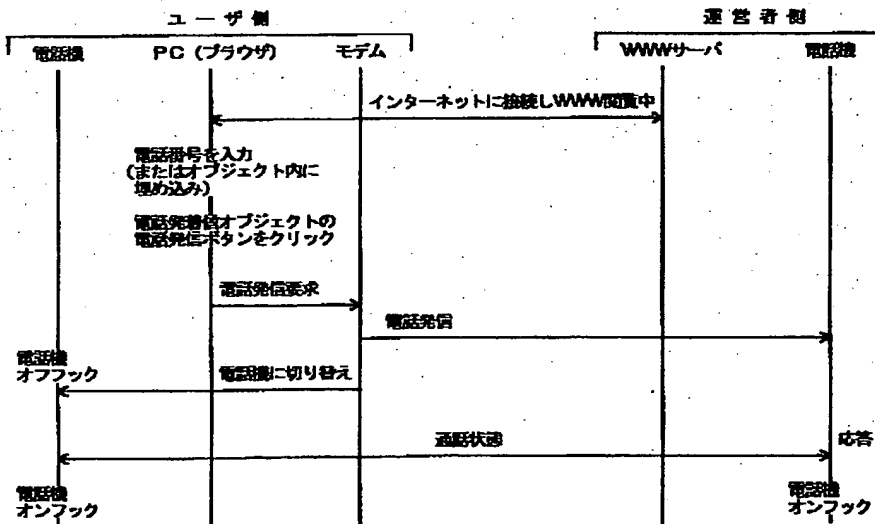 ユーザ側
運営者側
電話機
PC(ブラウザ)
モデム
WWWサーバ
電話機
インターネットに接続しWWW閲覧中
電話番号を入力
(またはオブジェクト内に
埋め込み)
電話発着信オブジェクトの
電話発信ボタンをクリック
電話発信要求
電話発信
電話機
オフフック
電話機に切り替え
通話状態
応答
電話機
オンフック
電話機
オンフック